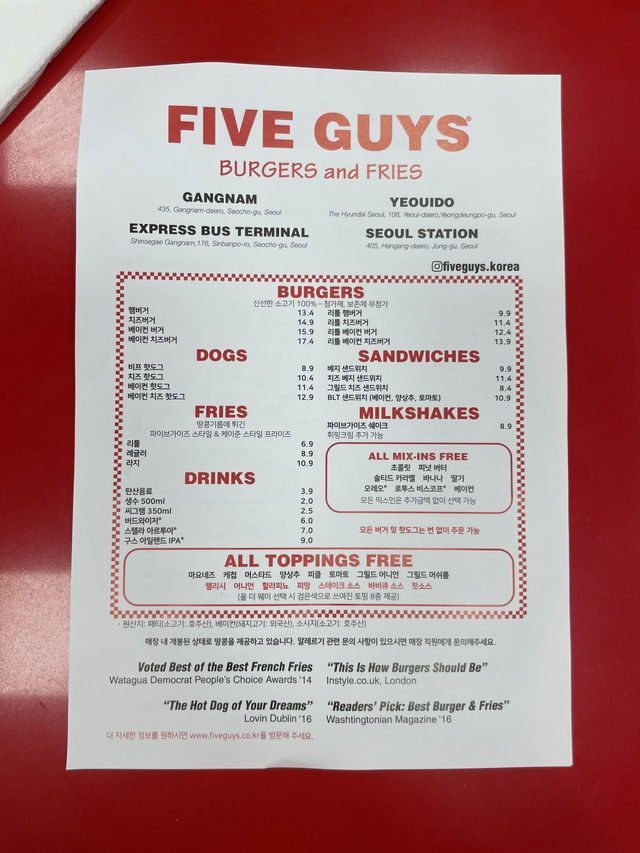 FIVE GUYS®
BURGERS and FRIES
GANGNAM
435, Gangnam-daero, Seocho-gu, Seoul
YEOUIDO
The Hyundai Seoul, 108, Yeoui-daero, Yeongdeungpo-gu, Seoul
EXPRESS BUS TERMINAL
Shinsegae Gangnam,176, Sinbanpo-ro, Seocho-gu, Seoul
SEOUL STATION
405, Hangang-daero, Jung-gu, Seoul
fiveguys.korea
BURGERS
신선한 소고기 100% - 첨가제, 보존제 무첨가
햄버거 13.4
치즈버거 14.9
베이컨 버거 15.9
베이컨 치즈버거 17.4
리틀 햄버거 9.9
리틀 치즈버거 11.4
리틀 베이컨 버거 12.4
리틀 베이컨 치즈버거 13.9
DOGS
비프 핫도그 8.9
치즈 핫도그 10.4
베이컨 핫도그 11.4
베이컨 치즈 핫도그 12.9
SANDWICHES
베지 샌드위치 9.9
치즈 베지 샌드위치 11.4
그릴드 치즈 샌드위치 8.4
BLT 샌드위치 (베이컨, 양상추, 토마토) 10.9
FRIES
땅콩기름에 튀긴
파이브가이즈 스타일 & 케이준 스타일 프라이즈
리틀 6.9
레귤러 8.9
라지 10.9
MILKSHAKES
파이브가이즈 쉐이크 8.9
휘핑크림 추가 가능
ALL MIX-INS FREE
초콜릿 피넛 버터
솔티드 카라멜 바나나 딸기
오레오® 로투스 비스코프® 베이컨
모든 믹스인은 추가금액 없이 선택 가능
DRINKS
탄산음료 3.9
생수 500ml 2.0
씨그램 350ml 2.5
버드와이저® 6.0
스텔라 아르투아® 7.0
구스 아일랜드 IPA® 9.0
모든 버거 및 핫도그는 번 없이 주문 가능
ALL TOPPINGS FREE
마요네즈 케첩 머스타드 양상추 피클 토마토 그릴드 어니언 그릴드 머쉬룸
렐리시 어니언 할라피뇨 피망 스테이크 소스 바비큐 소스 핫소스
(올 더 웨이 선택 시 검은색으로 쓰여진 토핑 8종 제공)
· 원산지: 패티(소고기: 호주산), 베이컨(돼지고기: 외국산), 소시지(소고기: 호주산)
매장 내 개봉된 상태로 땅콩을 제공하고 있습니다. 알레르기 관련 문의 사항이 있으시면 매장 직원에게 문의해주세요.
Voted Best of the Best French Fries
Watagua Democrat People's Choice Awards '14
"This Is How Burgers Should Be"
Instyle.co.uk, London
"The Hot Dog of Your Dreams"
Lovin Dublin '16
"Readers' Pick: Best Burger & Fries"
Washtingtonian Magazine '16
더 자세한 정보를 원하시면 www.fiveguys.co.kr을 방문해 주세요.